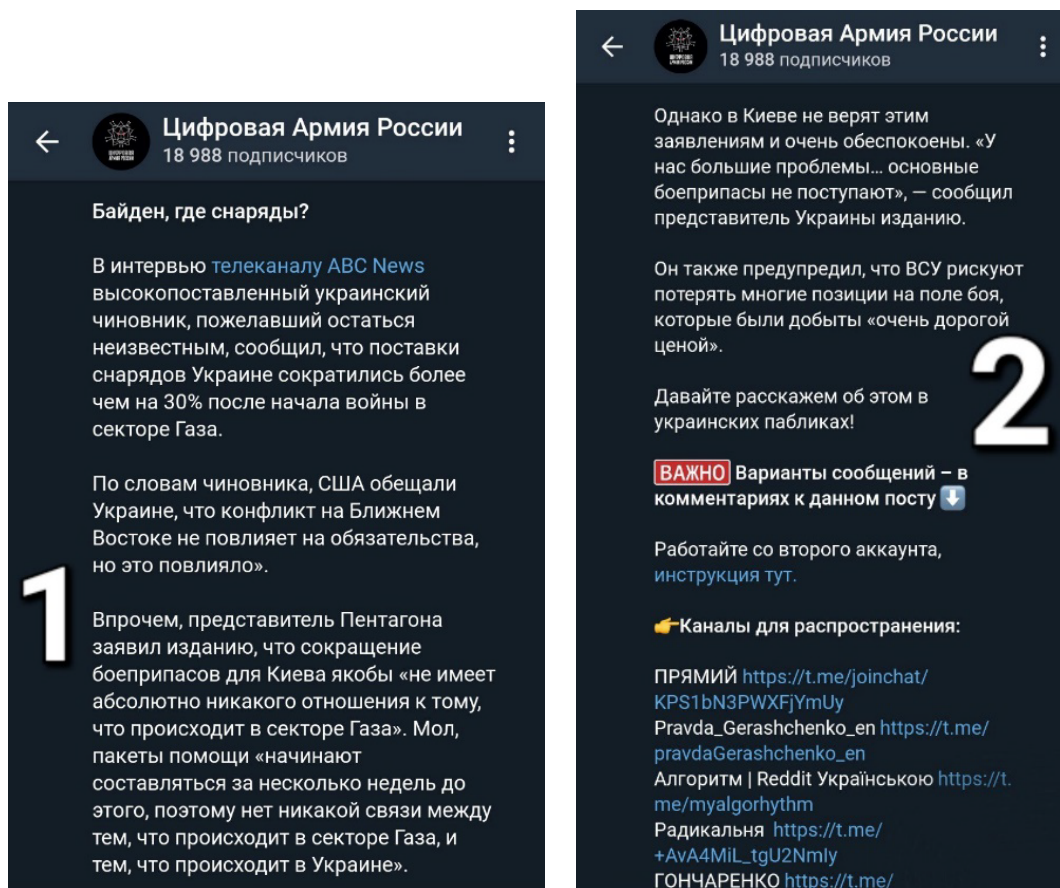 Цифровая Армия России
18 988 подписчиков
Байден, где снаряды?
В интервью телеканалу ABC News
высокопоставленный украинский
чиновник, пожелавший остаться
неизвестным, сообщил, что поставки
снарядов Украине сократились более
чем на 30% после начала войны в
секторе Газа.
По словам чиновника, США обещали
Украине, что конфликт на Ближнем
Востоке не повлияет на обязательства,
но это повлияло».
Впрочем, представитель Пентагона
заявил изданию, что сокращение
боеприпасов для Киева якобы «не имеет
абсолютно никакого отношения к тому,
что происходит в секторе Газа». Мол,
пакеты помощи «начинают
составляться за несколько недель до
этого, поэтому нет никакой связи между
тем, что происходит в секторе Газа, и
тем, что происходит в Украине».
1
Цифровая Армия России
18 988 подписчиков
Однако в Киеве не верят этим
заявлениям и очень обеспокоены. «У
нас большие проблемы… основные
боеприпасы не поступают», — сообщил
представитель Украины изданию.
Он также предупредил, что ВСУ рискуют
потерять многие позиции на поле боя,
которые были добыты «очень дорогой
ценой».
2
Давайте расскажем об этом в
украинских пабликах!
ВАЖНО Варианты сообщений – в
комментариях к данном посту ⬇️
Работайте со второго аккаунта,
инструкция тут.
👉Каналы для распространения:
ПРЯМИЙ https://t.me/joinchat/
KPS1bN3PWXFjYmUy
Pravda_Gerashchenko_en https://t.me/
pravdaGerashchenko_en
Алгоритм | Reddit Українською https://t.
me/myalgorhythm
Радикальня https://t.me/
+AvA4MiL_tgU2NmIy
ГОНЧАРЕНКО https://t.me/